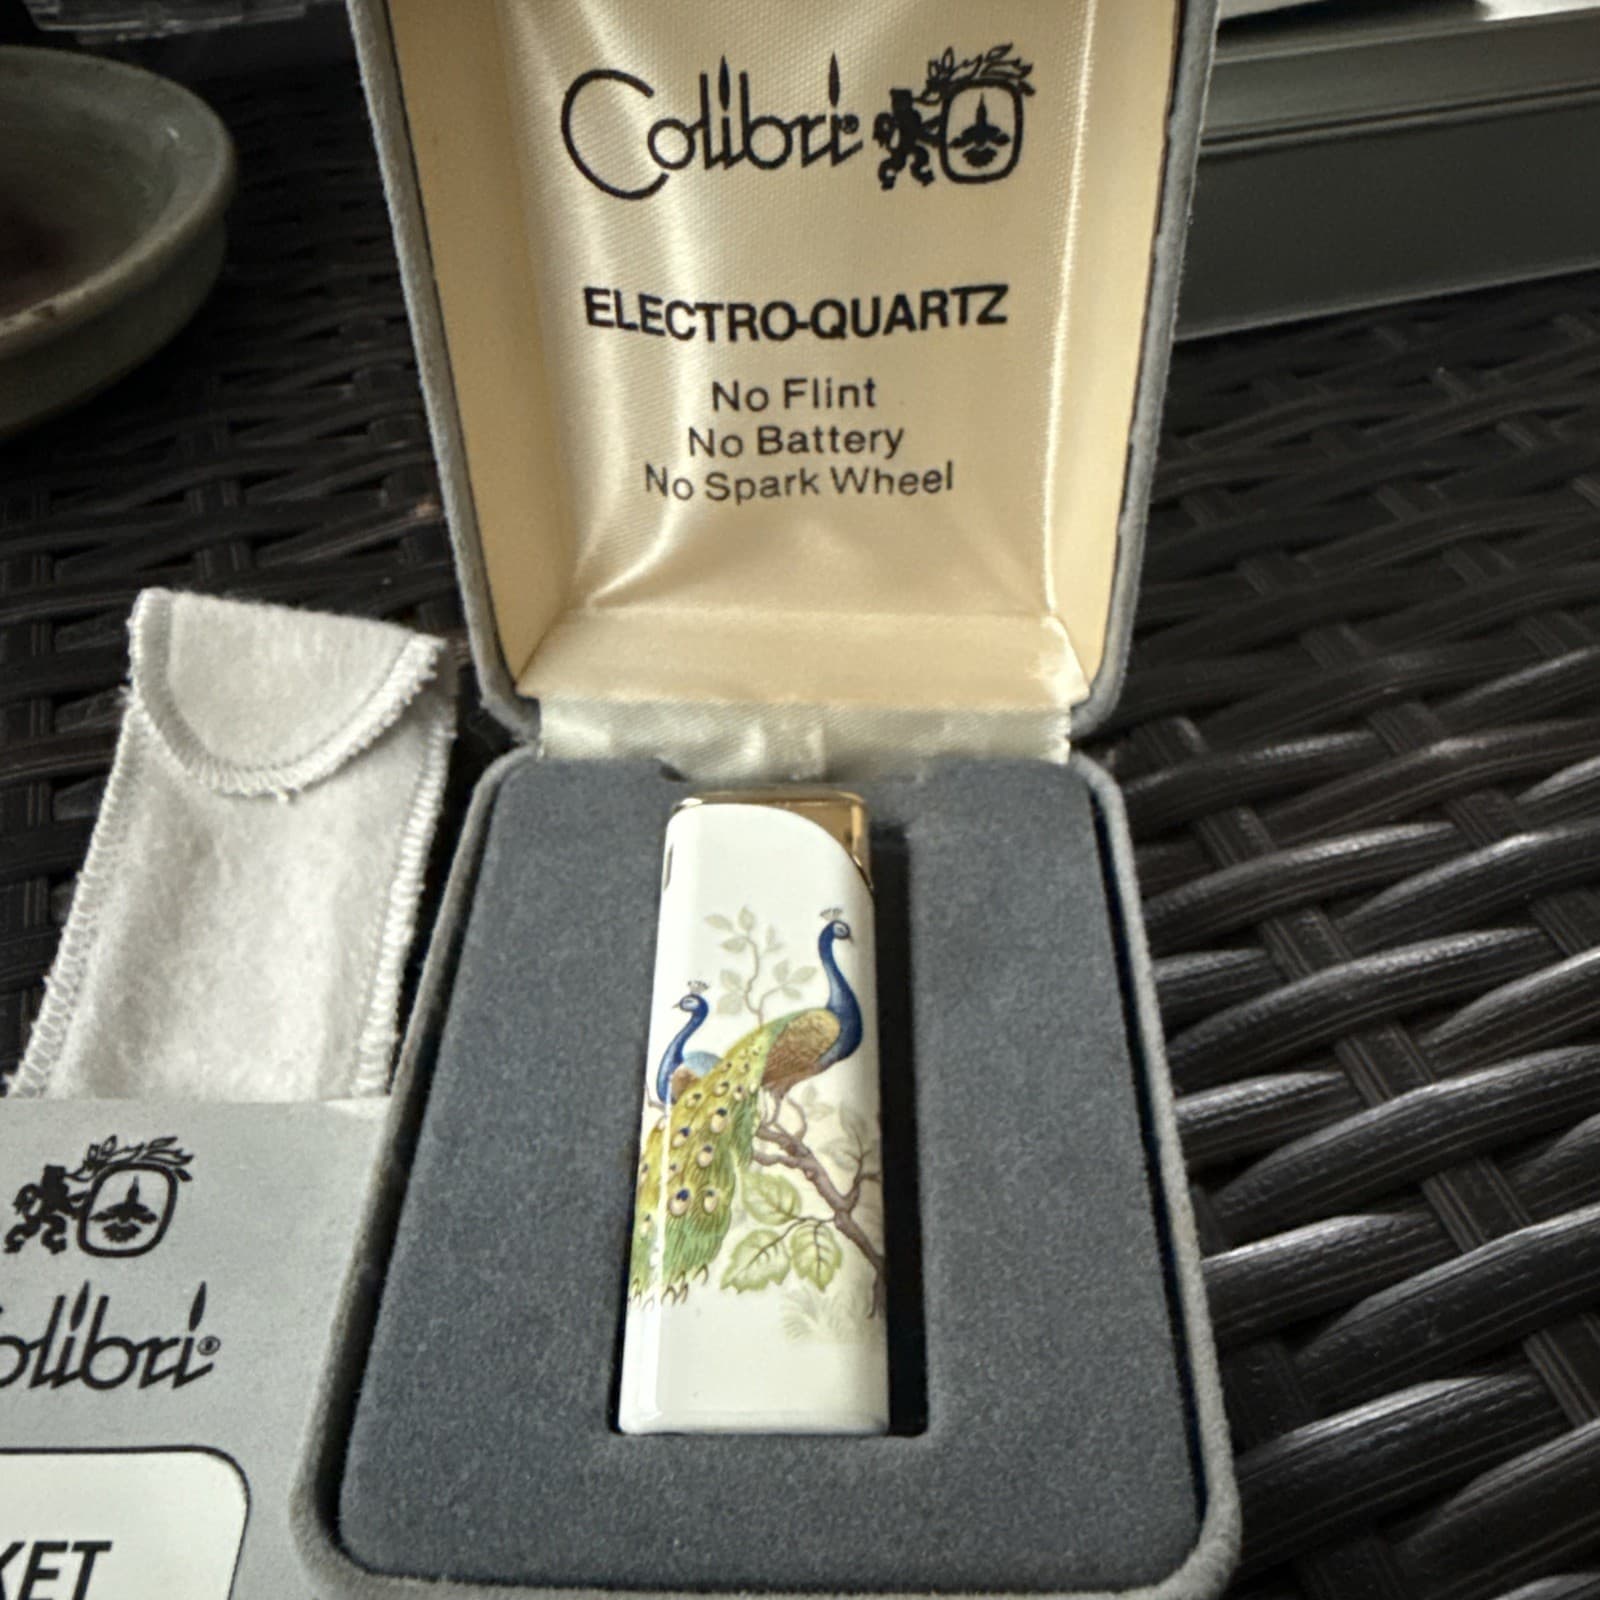 Colibri®
ELECTRO-QUARTZ
No Flint
No Battery
No Spark Wheel
olibri®
KET